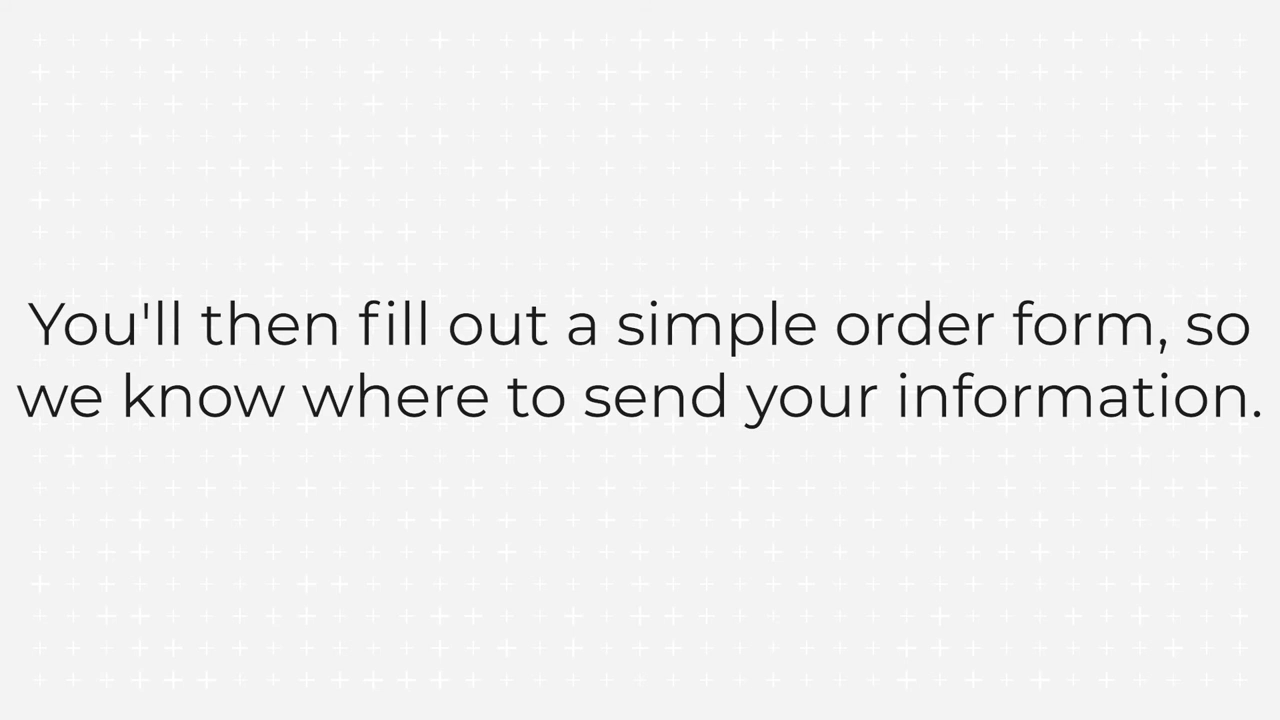 You'll then fill out a simple order form, so
we know where to send your information.